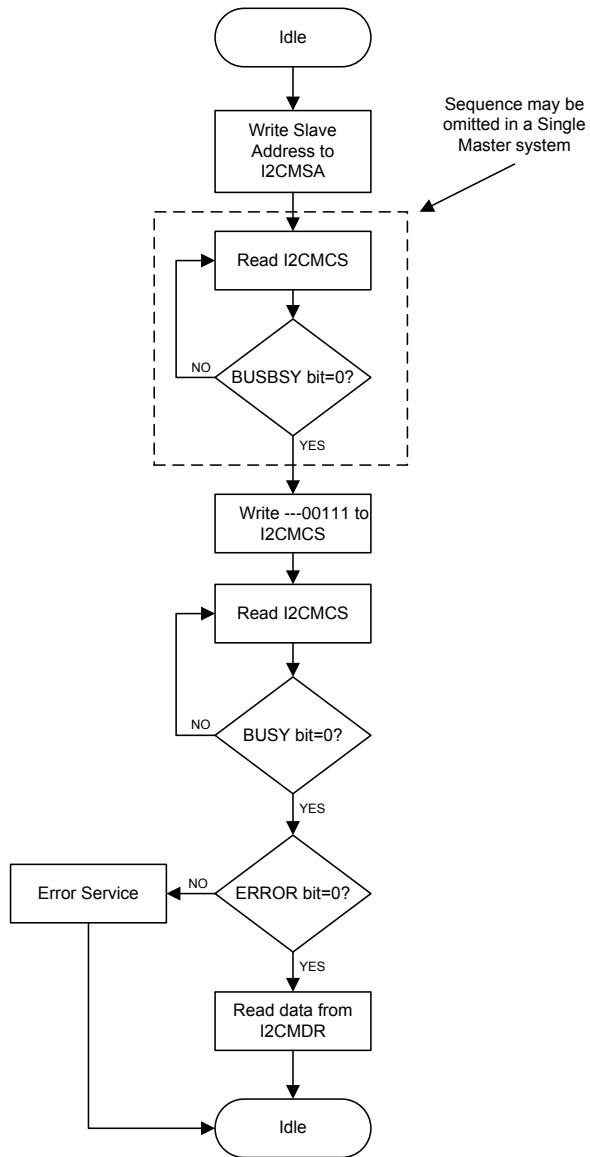 Idle
Write Slave
Address to
I2CMSA
Sequence may be
omitted in a Single
Master system
Read I2CMCS
NO
BUSBSY bit=0?
YES
Write ---00111 to
I2CMCS
Read I2CMCS
NO
BUSY bit=0?
YES
Error Service
NO
ERROR bit=0?
YES
Read data from
I2CMDR
Idle